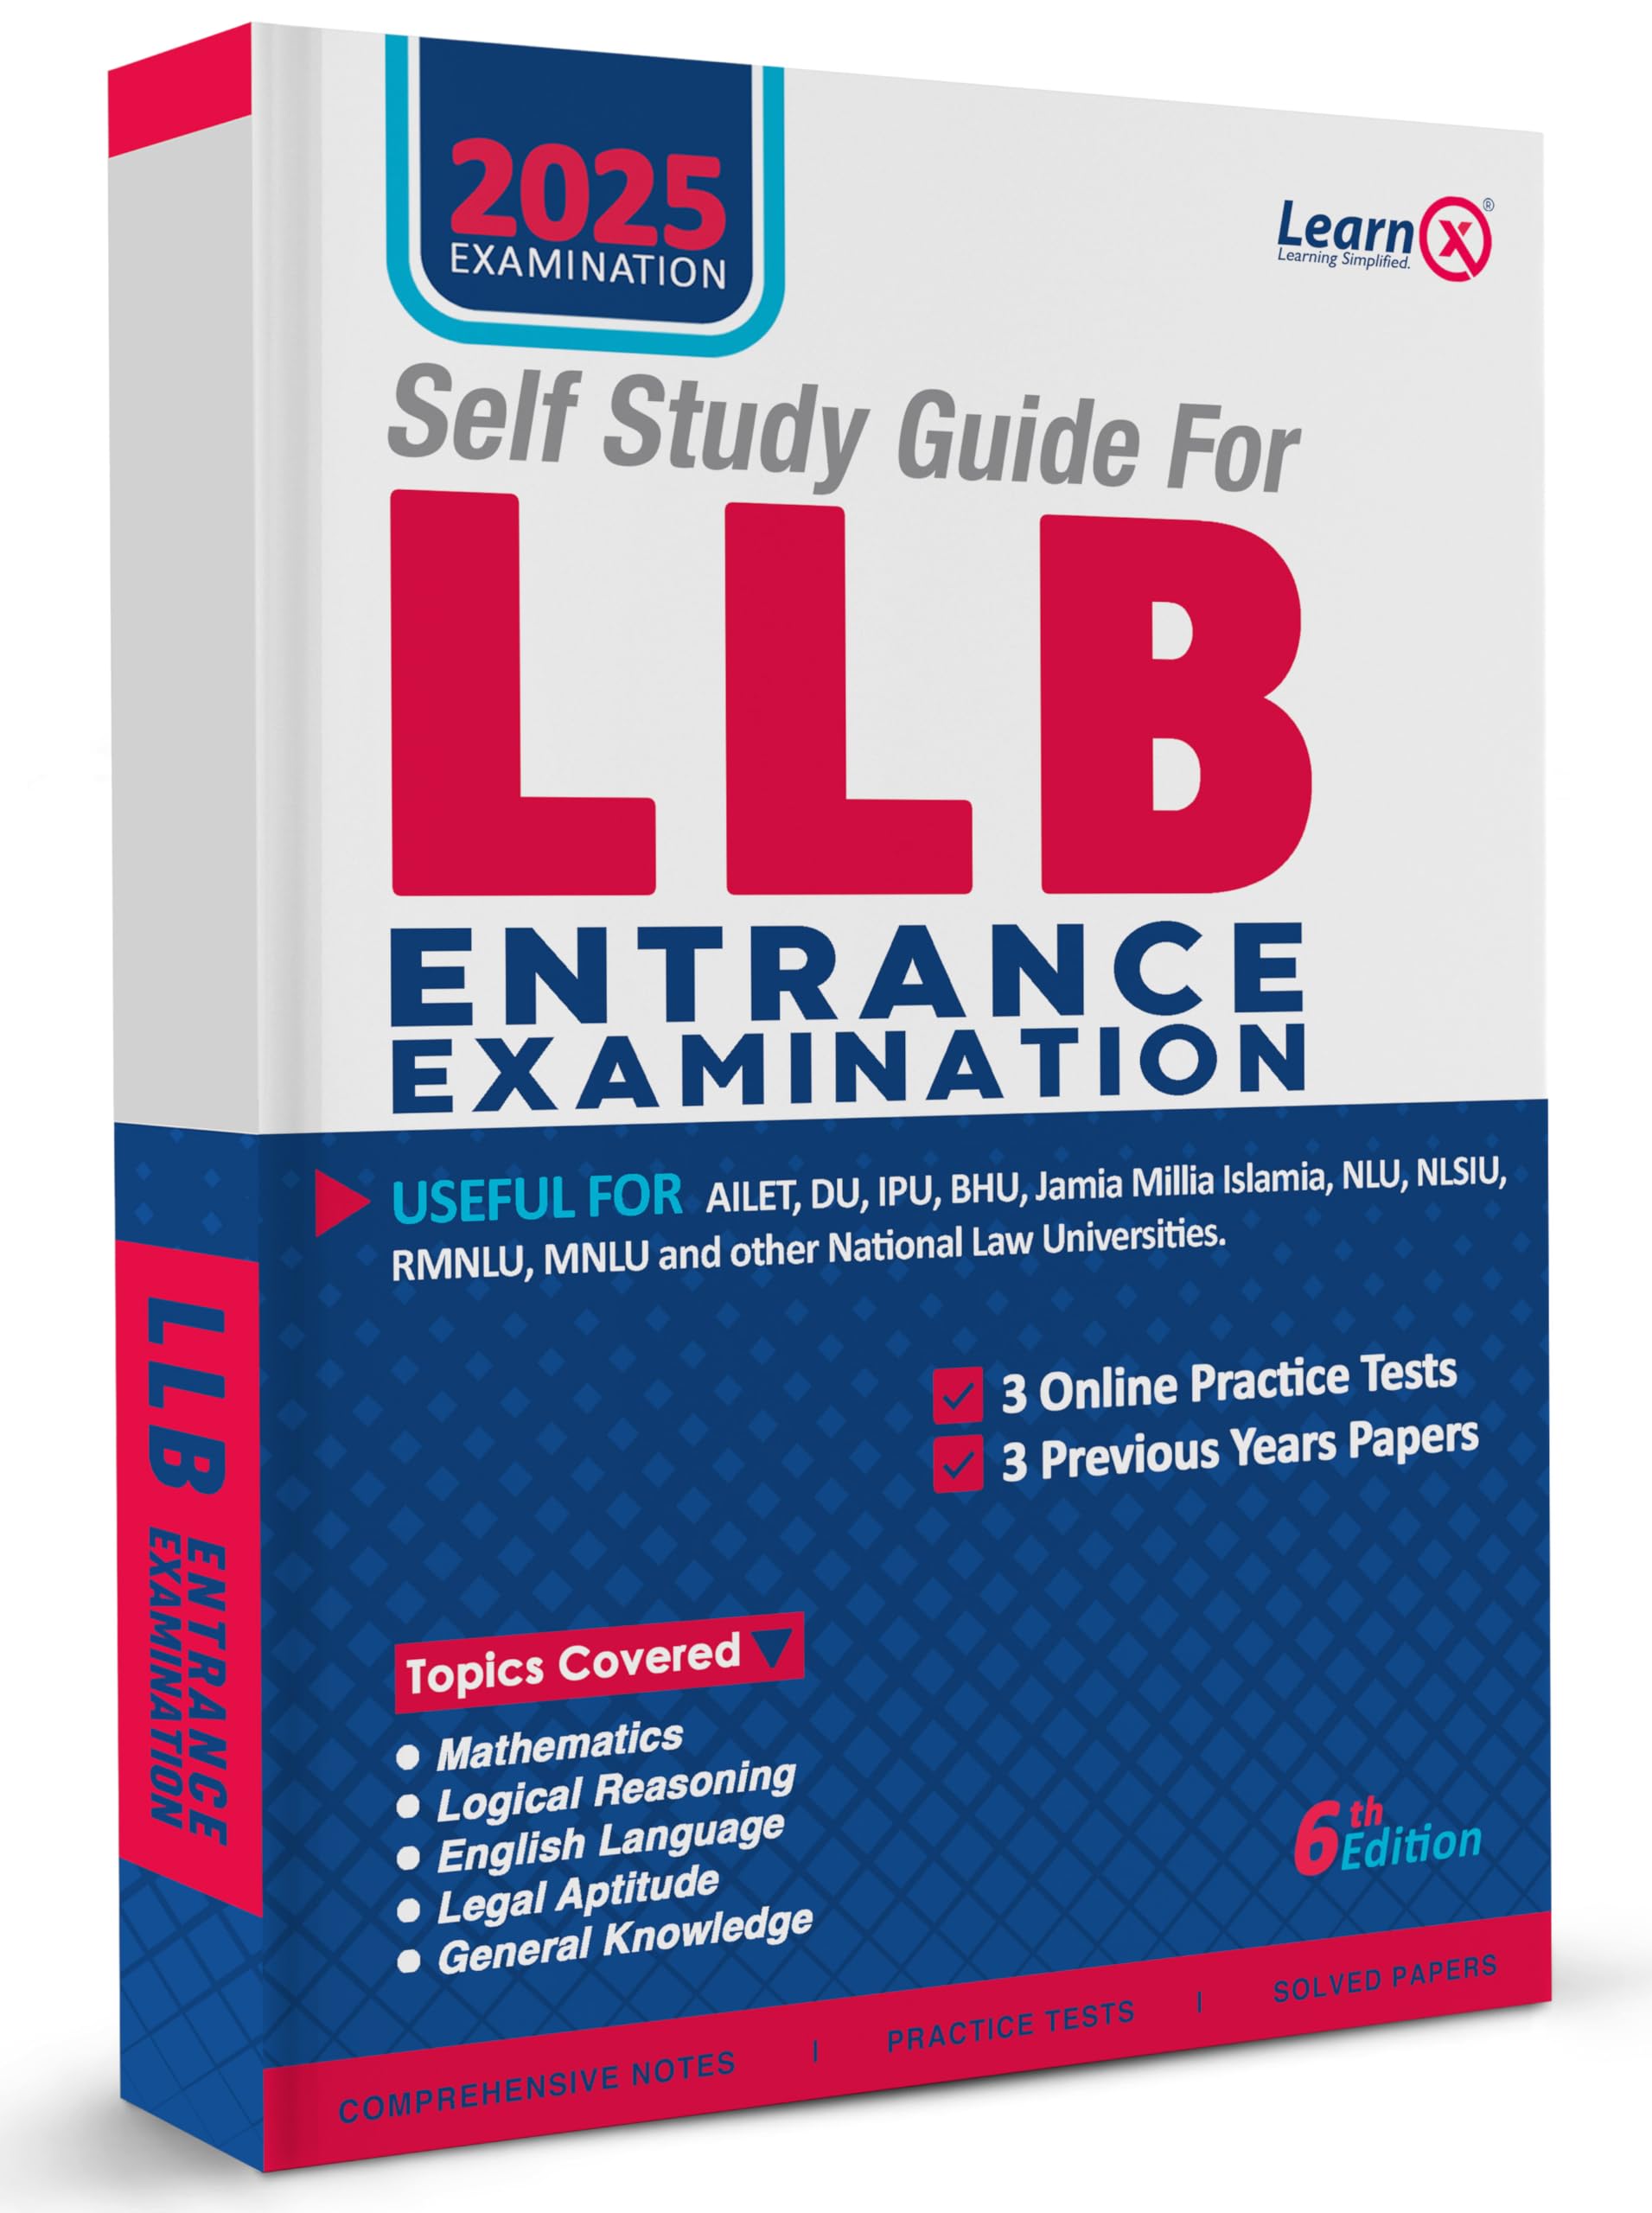 2025
EXAMINATION
LearnX®
Learning Simplified.
Self Study Guide For
LLB
ENTRANCE
EXAMINATION
USEFUL FOR AILET, DU, IPU, BHU, Jamia Millia Islamia, NLU, NLSIU,
RMNLU, MNLU and other National Law Universities.
3 Online Practice Tests
3 Previous Years Papers
Topics Covered
Mathematics
Logical Reasoning
English Language
Legal Aptitude
General Knowledge
6th Edition
COMPREHENSIVE NOTES | PRACTICE TESTS | SOLVED PAPERS
LLB ENTRANCE
EXAMINATION